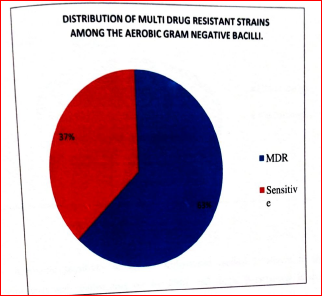 DISTRIBUTION OF MULTI DRUG RESISTANT STRAINS
AMONG THE AEROBIC GRAM NEGATIVE BACILLI.
37%
MDR
Sensitiv
e